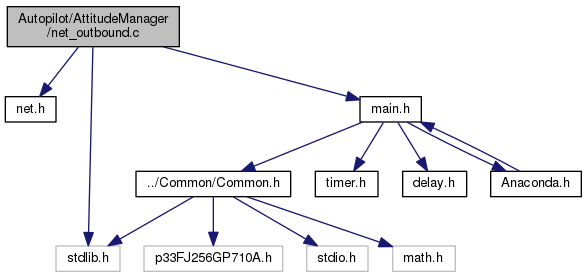 Autopilot/AttitudeManager
/net_outbound.c
net.h
main.h
../Common/Common.h
timer.h
delay.h
Anaconda.h
stdlib.h
p33FJ256GP710A.h
stdio.h
math.h